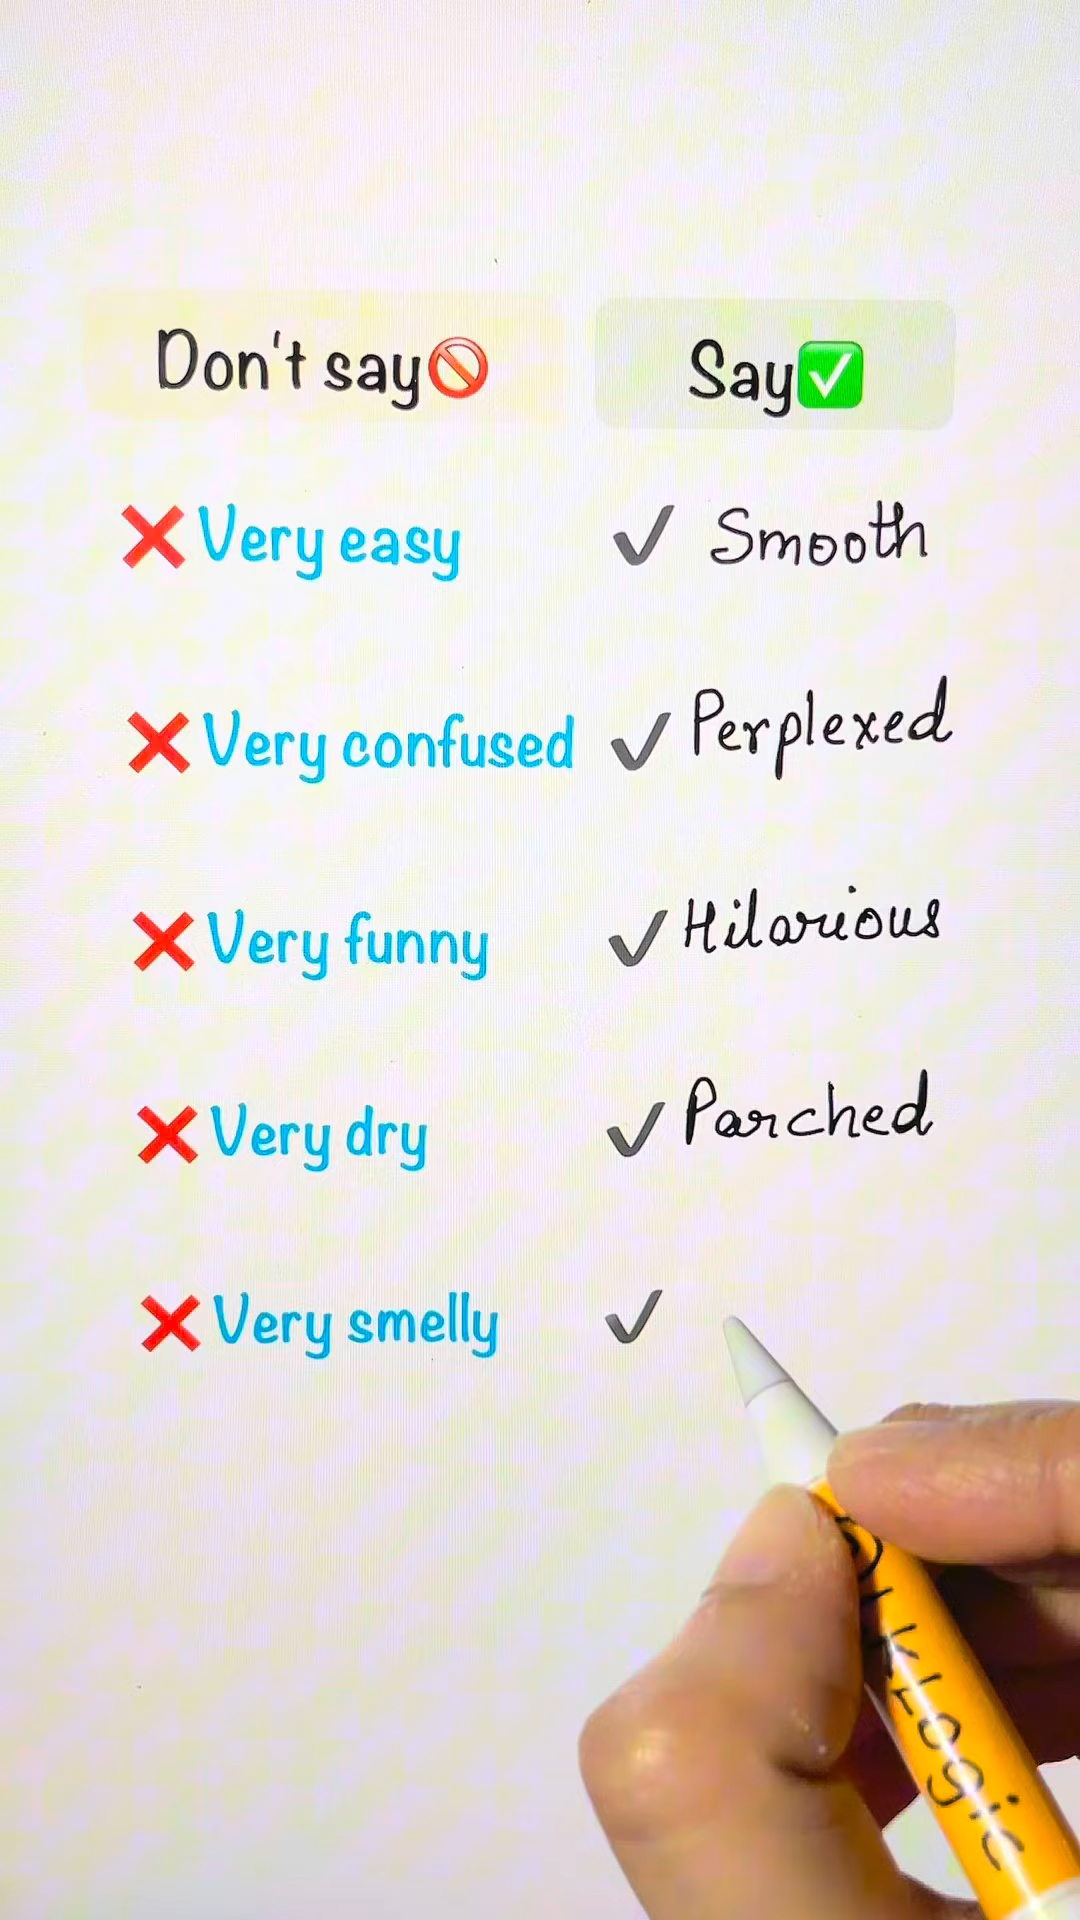 Don't say🚫 Say✅
❌Very easy ✔ Smooth
❌Very confused ✔ Perplexed
❌Very funny ✔ Hilarious
❌Very dry ✔ Parched
❌Very smelly ✔